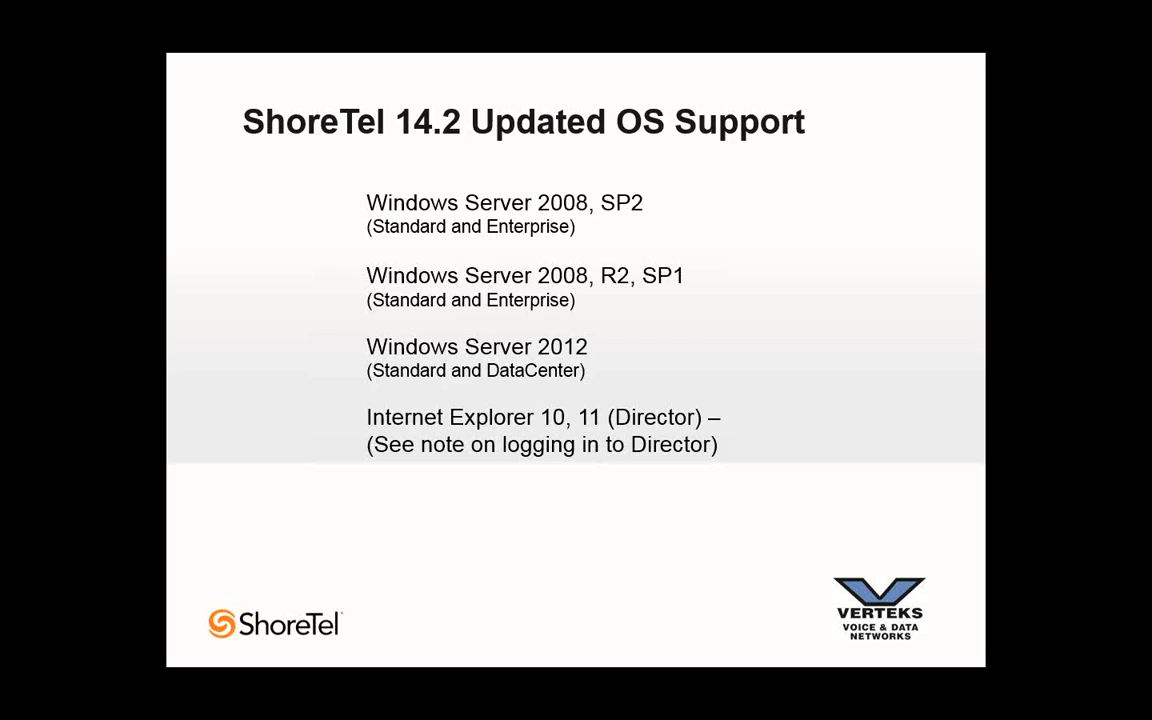 ShoreTel 14.2 Updated OS Support
Windows Server 2008, SP2
(Standard and Enterprise)
Windows Server 2008, R2, SP1
(Standard and Enterprise)
Windows Server 2012
(Standard and DataCenter)
Internet Explorer 10, 11 (Director) –
(See note on logging in to Director)
ShoreTel
VERTEKS
VOICE & DATA
NETWORKS